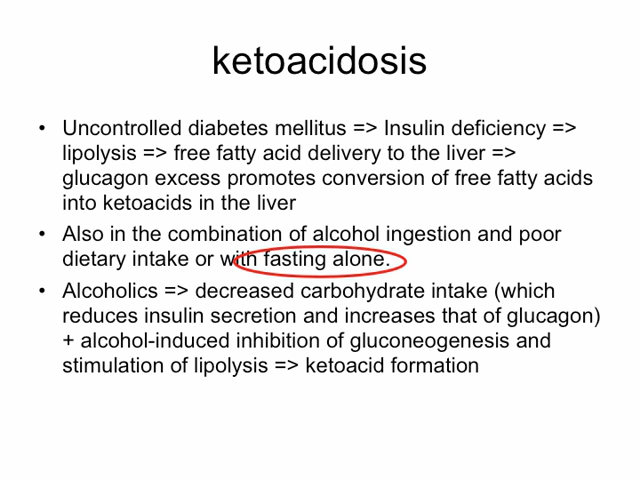 ketoacidosis
• Uncontrolled diabetes mellitus => Insulin deficiency =>
lipolysis => free fatty acid delivery to the liver =>
glucagon excess promotes conversion of free fatty acids
into ketoacids in the liver
• Also in the combination of alcohol ingestion and poor
dietary intake or with fasting alone.
• Alcoholics => decreased carbohydrate intake (which
reduces insulin secretion and increases that of glucagon)
+ alcohol-induced inhibition of gluconeogenesis and
stimulation of lipolysis => ketoacid formation